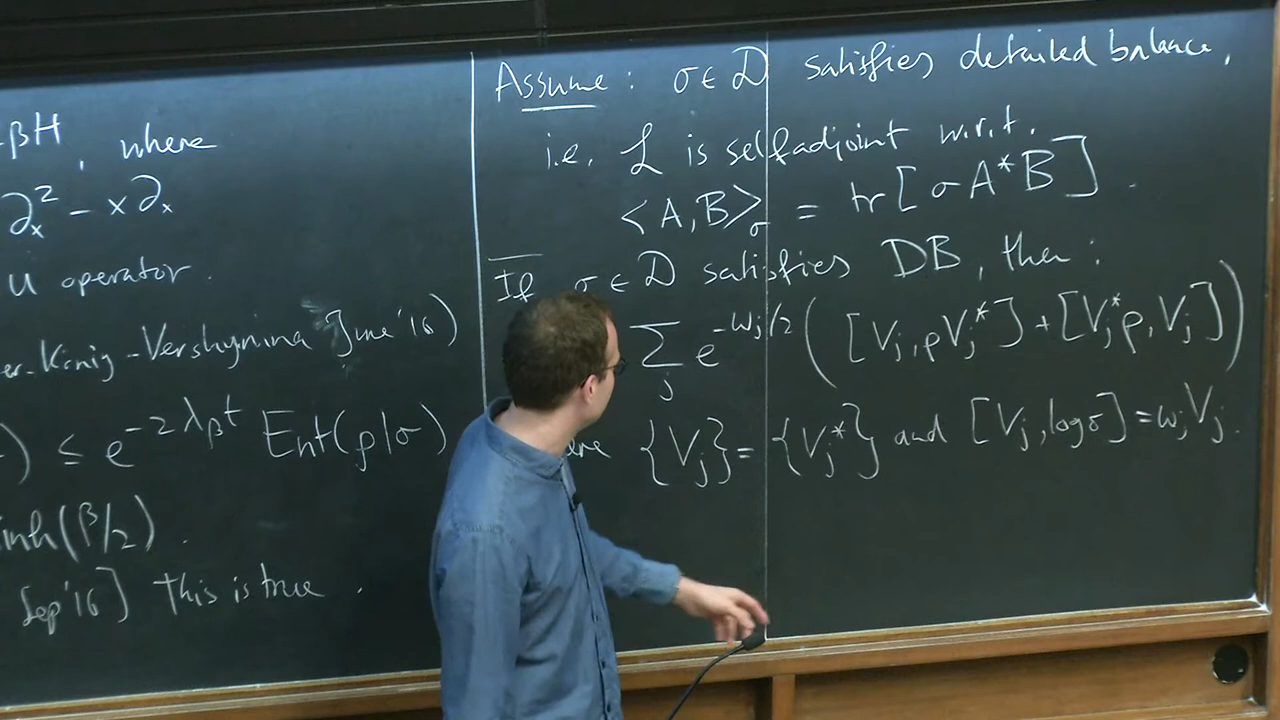 βH, where
∂ₓ² – x∂ₓ
U operator.
er-König-Vershynina June '16)
) ≤ e^{-2λ_β t} Ent(ρ|σ)
inh(β/2).
Sep '16] This is true.
Assume: σ ∈ D satisfies detailed balance,
i.e. L is selfadjoint w.r.t.
<A,B>_σ = tr[σA*B].
If σ ∈ D satisfies DB, then:
Σ_j e^{-ω_j/2} ([V_j, ρV_j*] + [V_j*ρ, V_j])
{V_j} = {V_j*} and [V_j, log σ] = ω_j V_j.